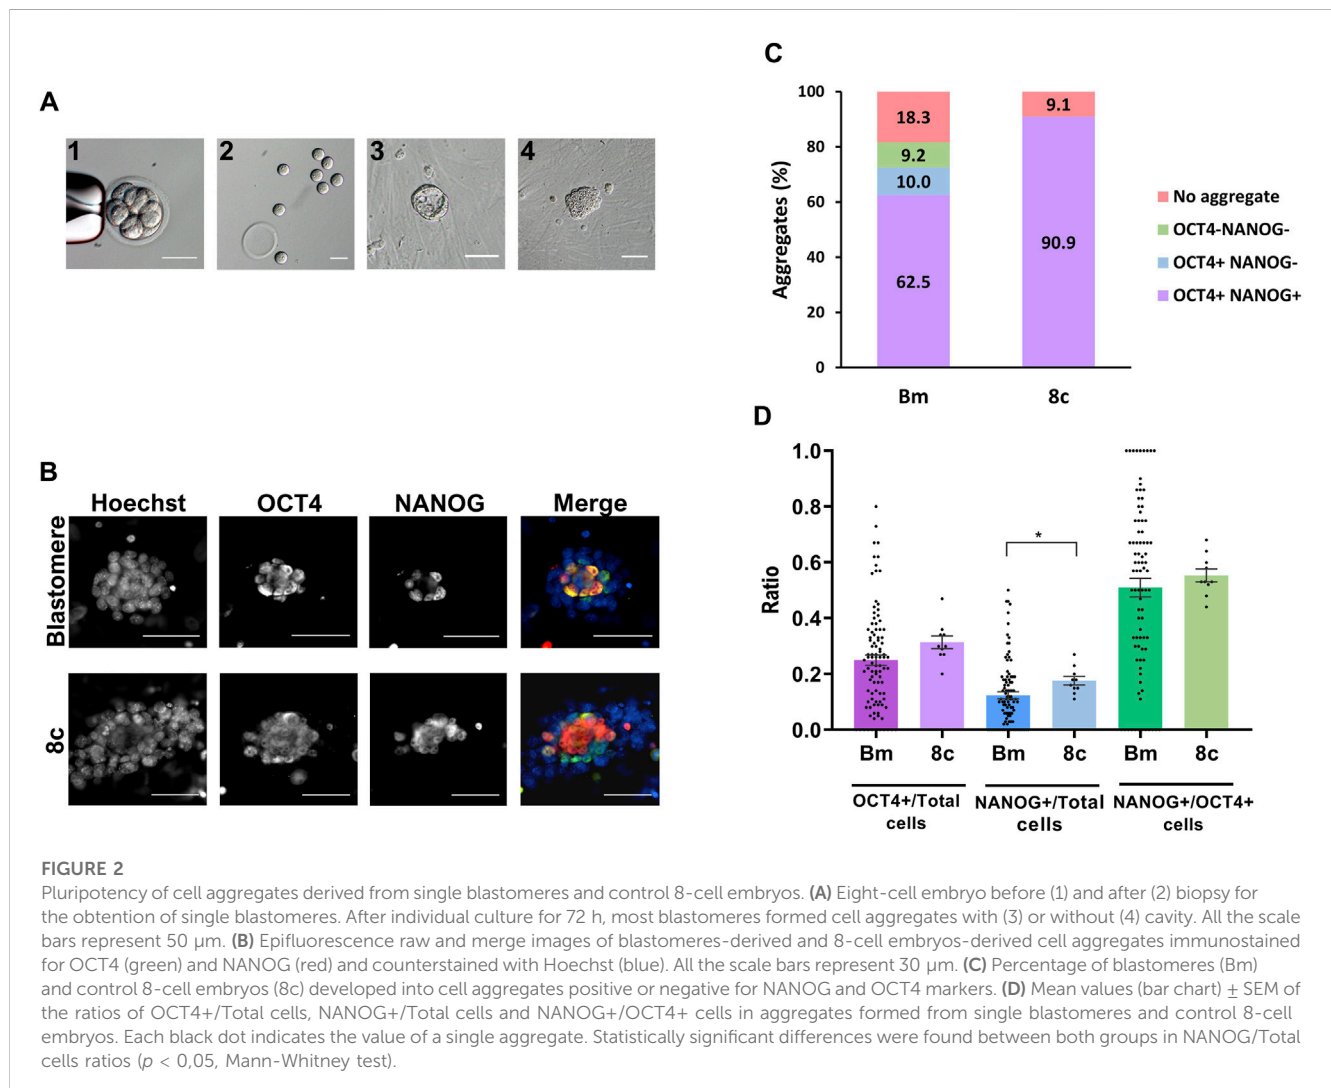 A
1
2
3
4
B
Hoechst
OCT4
NANOG
Merge
Blastomere
8c
C
100
80
60
40
20
0
Aggregates (%)
18.3
9.2
10.0
62.5
9.1
90.9
Bm
8c
No aggregate
OCT4-NANOG-
OCT4+ NANOG-
OCT4+ NANOG+
D
1.0
0.8
0.6
0.4
0.2
0.0
Ratio
*
Bm
8c
Bm
8c
Bm
8c
OCT4+/Total
cells
NANOG+/Total
cells
NANOG+/OCT4+
cells
FIGURE 2
Pluripotency of cell aggregates derived from single blastomeres and control 8-cell embryos. (A) Eight-cell embryo before (1) and after (2) biopsy for
the obtention of single blastomeres. After individual culture for 72 h, most blastomeres formed cell aggregates with (3) or without (4) cavity. All the scale
bars represent 50 μm. (B) Epifluorescence raw and merge images of blastomeres-derived and 8-cell embryos-derived cell aggregates immunostained
for OCT4 (green) and NANOG (red) and counterstained with Hoechst (blue). All the scale bars represent 30 μm. (C) Percentage of blastomeres (Bm)
and control 8-cell embryos (8c) developed into cell aggregates positive or negative for NANOG and OCT4 markers. (D) Mean values (bar chart) ± SEM of
the ratios of OCT4+/Total cells, NANOG+/Total cells and NANOG+/OCT4+ cells in aggregates formed from single blastomeres and control 8-cell
embryos. Each black dot indicates the value of a single aggregate. Statistically significant differences were found between both groups in NANOG/Total
cells ratios (p < 0,05, Mann-Whitney test).